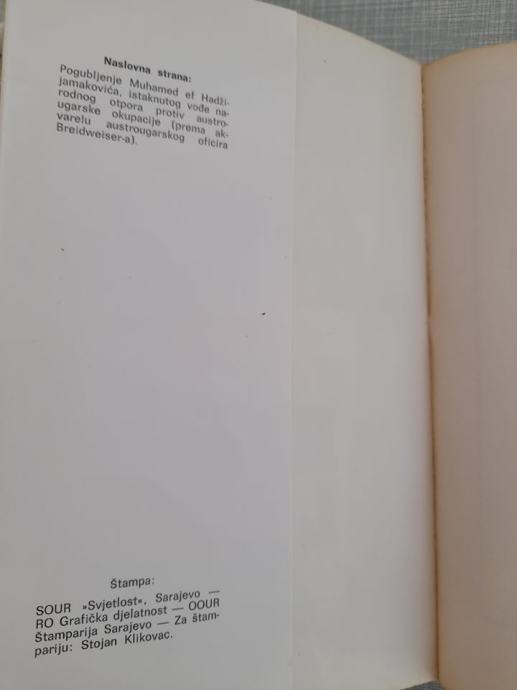 Naslovna strana:
Pogubljenje Muhamed ef Hadži-
jamakovića, istaknutog vođe na-
rodnog otpora protiv austro-
ugarske okupacije (prema ak-
varelu austrougarskog oficira
Breidweiser-a).
Štampa:
SOUR »Svjetlost«, Sarajevo —
RO Grafička djelatnost — OOUR
Štamparija Sarajevo — Za štam-
pariju: Stojan Klikovac.